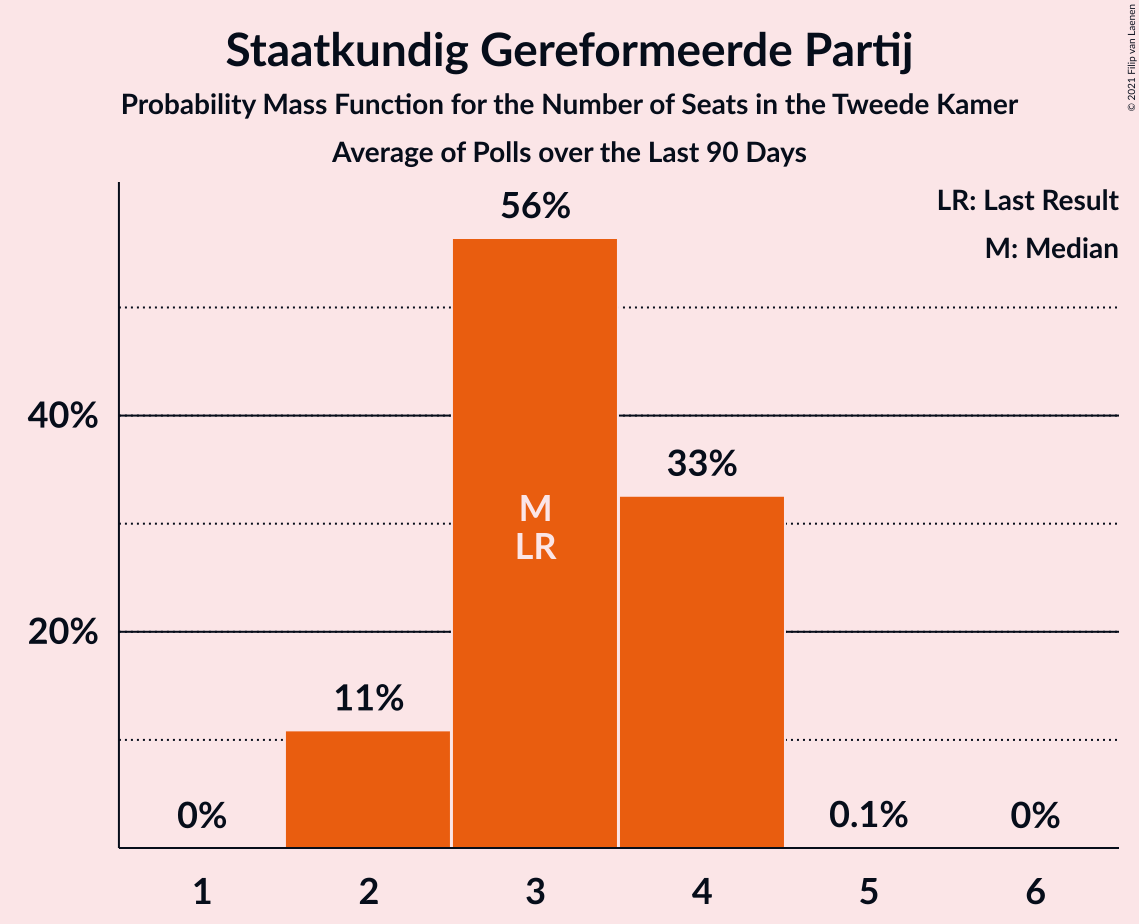 Staatkundig Gereformeerde Partij
Probability Mass Function for the Number of Seats in the Tweede Kamer
Average of Polls over the Last 90 Days
© 2021 Filip van Laenen
LR: Last Result
M: Median
56%
40%
33%
M
LR
20%
11%
0%
0.1%
0%
1 2 3 4 5 6